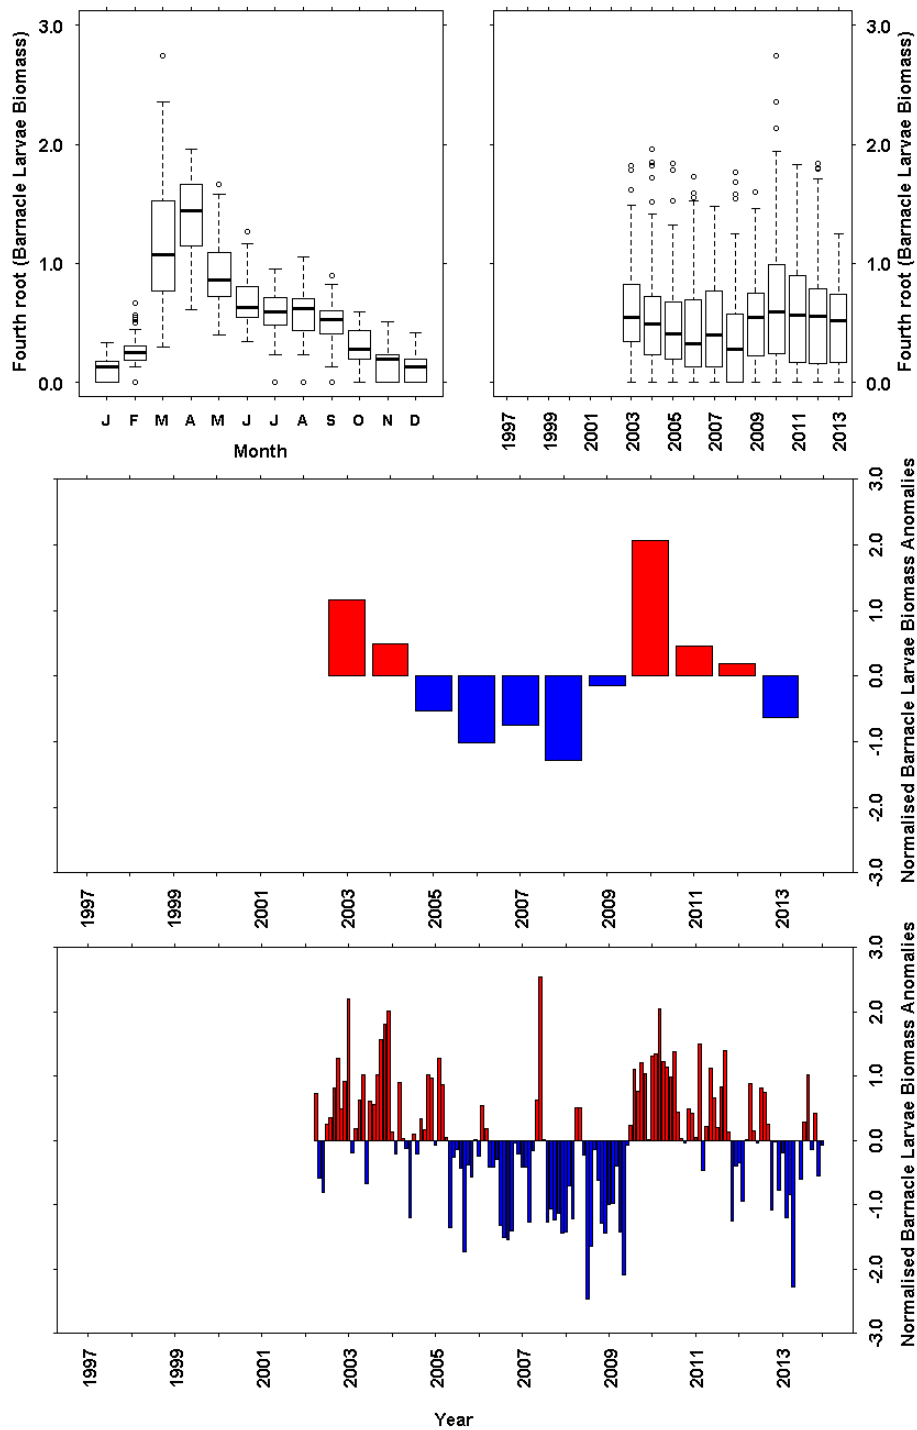 Fourth root (Barnacle Larvae Biomass)
3.0
2.0
1.0
0.0
J F M A M J J A S O N D
Month
3.0
2.0
1.0
0.0
Fourth root (Barnacle Larvae Biomass)
1997 1999 2001 2003 2005 2007 2009 2011 2013
3.0
2.0
1.0
0.0
-1.0
-2.0
-3.0
Normalised Barnacle Larvae Biomass Anomalies
1997 1999 2001 2003 2005 2007 2009 2011 2013
3.0
2.0
1.0
0.0
-1.0
-2.0
-3.0
Normalised Barnacle Larvae Biomass Anomalies
1997 1999 2001 2003 2005 2007 2009 2011 2013
Year